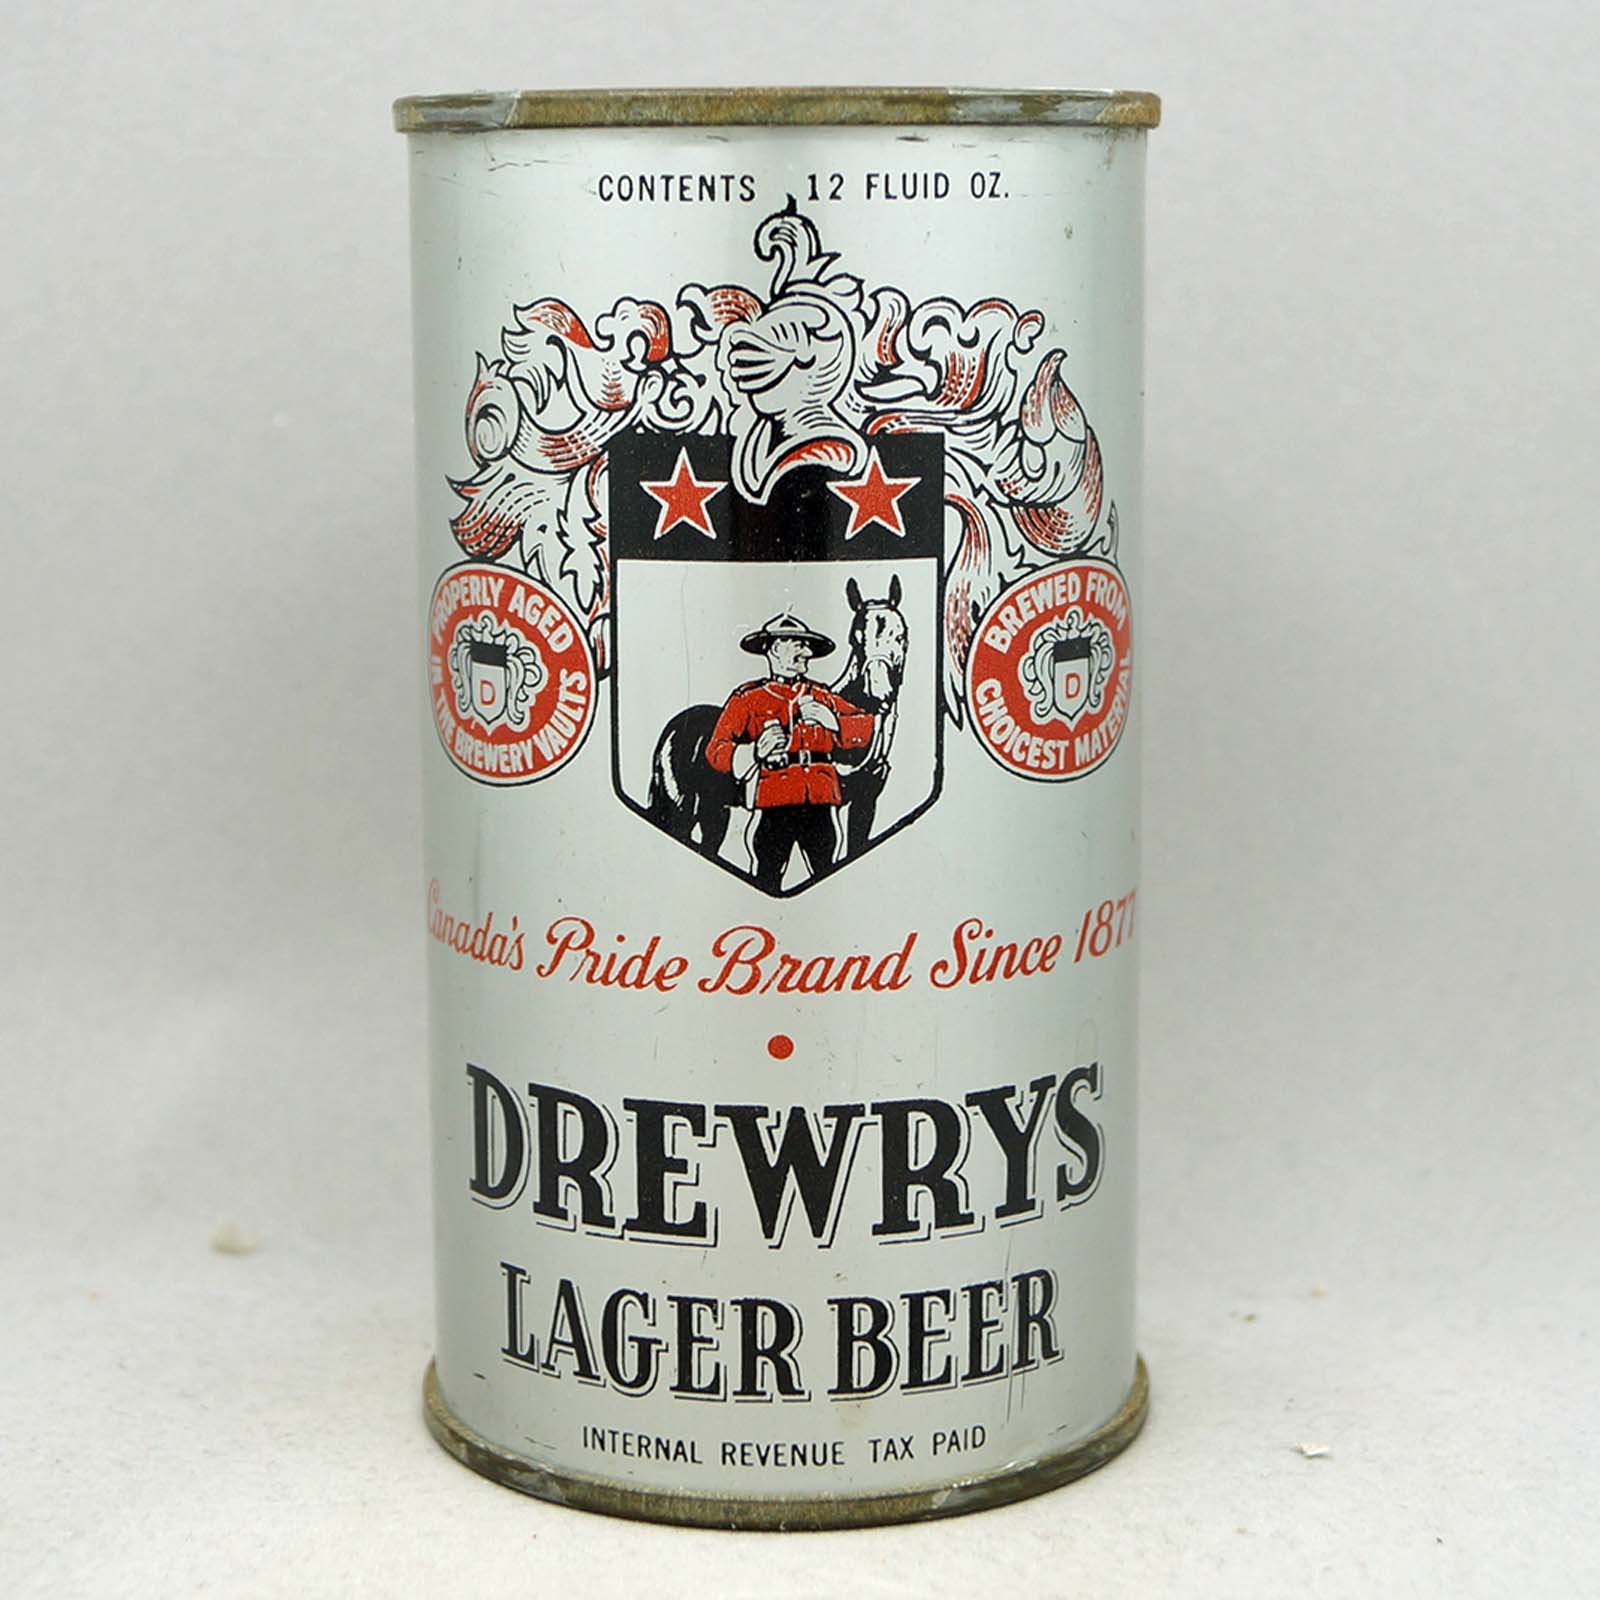 CONTENTS 12 FLUID OZ.
PROPERLY AGED
IN THE BREWERY VAULTS
D
BREWED FROM
CHOICEST MATERIAL
D
Canada's Pride Brand Since 1877
DREWRYS
LAGER BEER
INTERNAL REVENUE TAX PAID